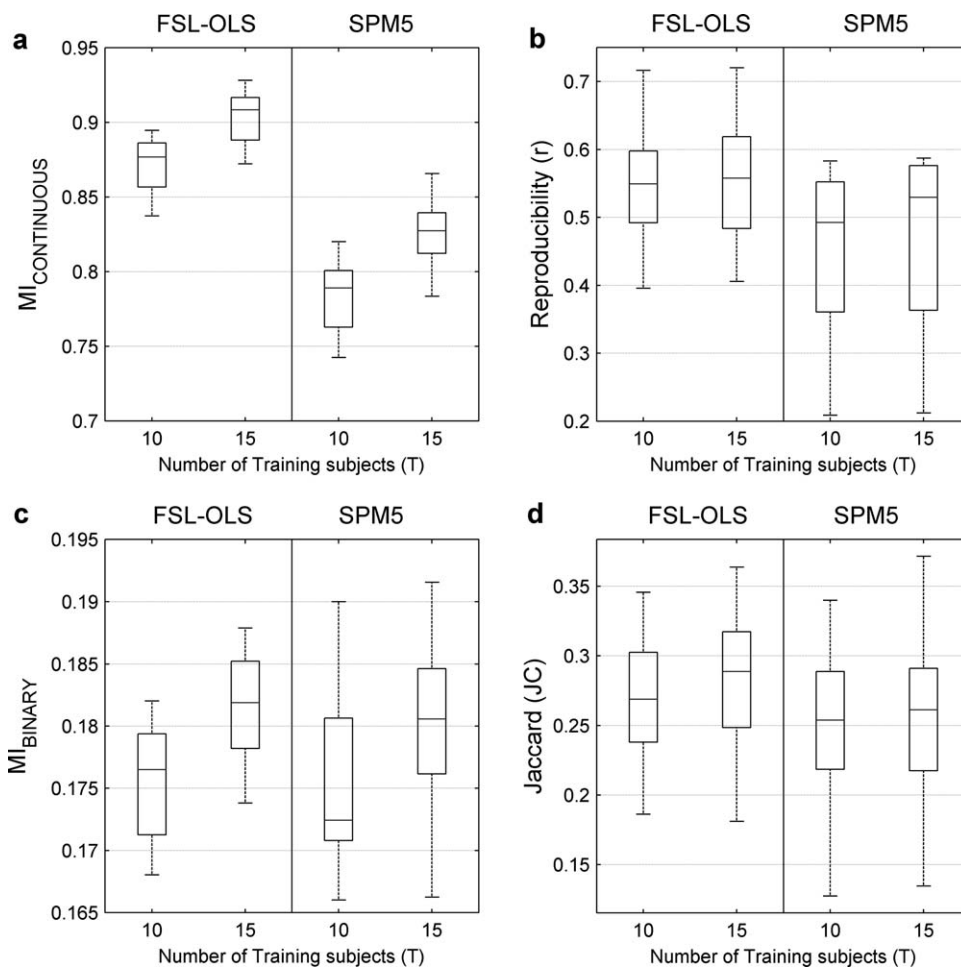 a
FSL-OLS SPM5
0.95
0.9
0.85
0.8
0.75
0.7
MI_CONTINUOUS
10 15 10 15
Number of Training subjects (T)
b
FSL-OLS SPM5
0.7
0.6
0.5
0.4
0.3
0.2
Reproducibility (r)
10 15 10 15
Number of Training subjects (T)
c
FSL-OLS SPM5
0.195
0.19
0.185
0.18
0.175
0.17
0.165
MI_BINARY
10 15 10 15
Number of Training subjects (T)
d
FSL-OLS SPM5
0.35
0.3
0.25
0.2
0.15
Jaccard (JC)
10 15 10 15
Number of Training subjects (T)